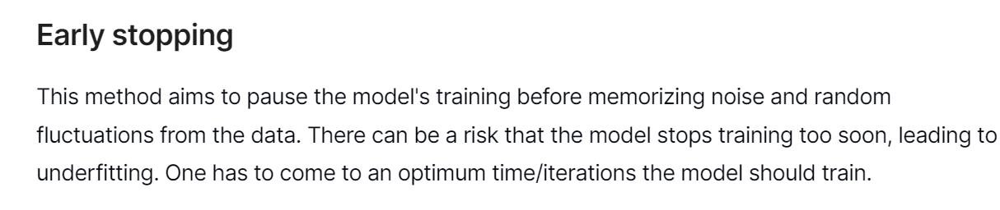 Early stopping
This method aims to pause the model's training before memorizing noise and random
fluctuations from the data. There can be a risk that the model stops training too soon, leading to
underfitting. One has to come to an optimum time/iterations the model should train.